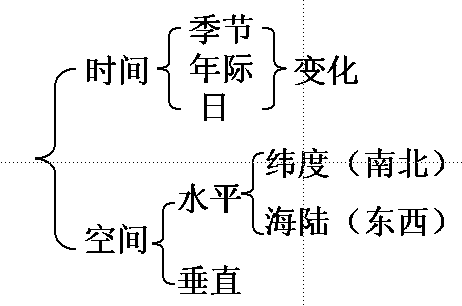 时间
季节
年际
日
变化
空间
水平
纬度（南北）
海陆（东西）
垂直